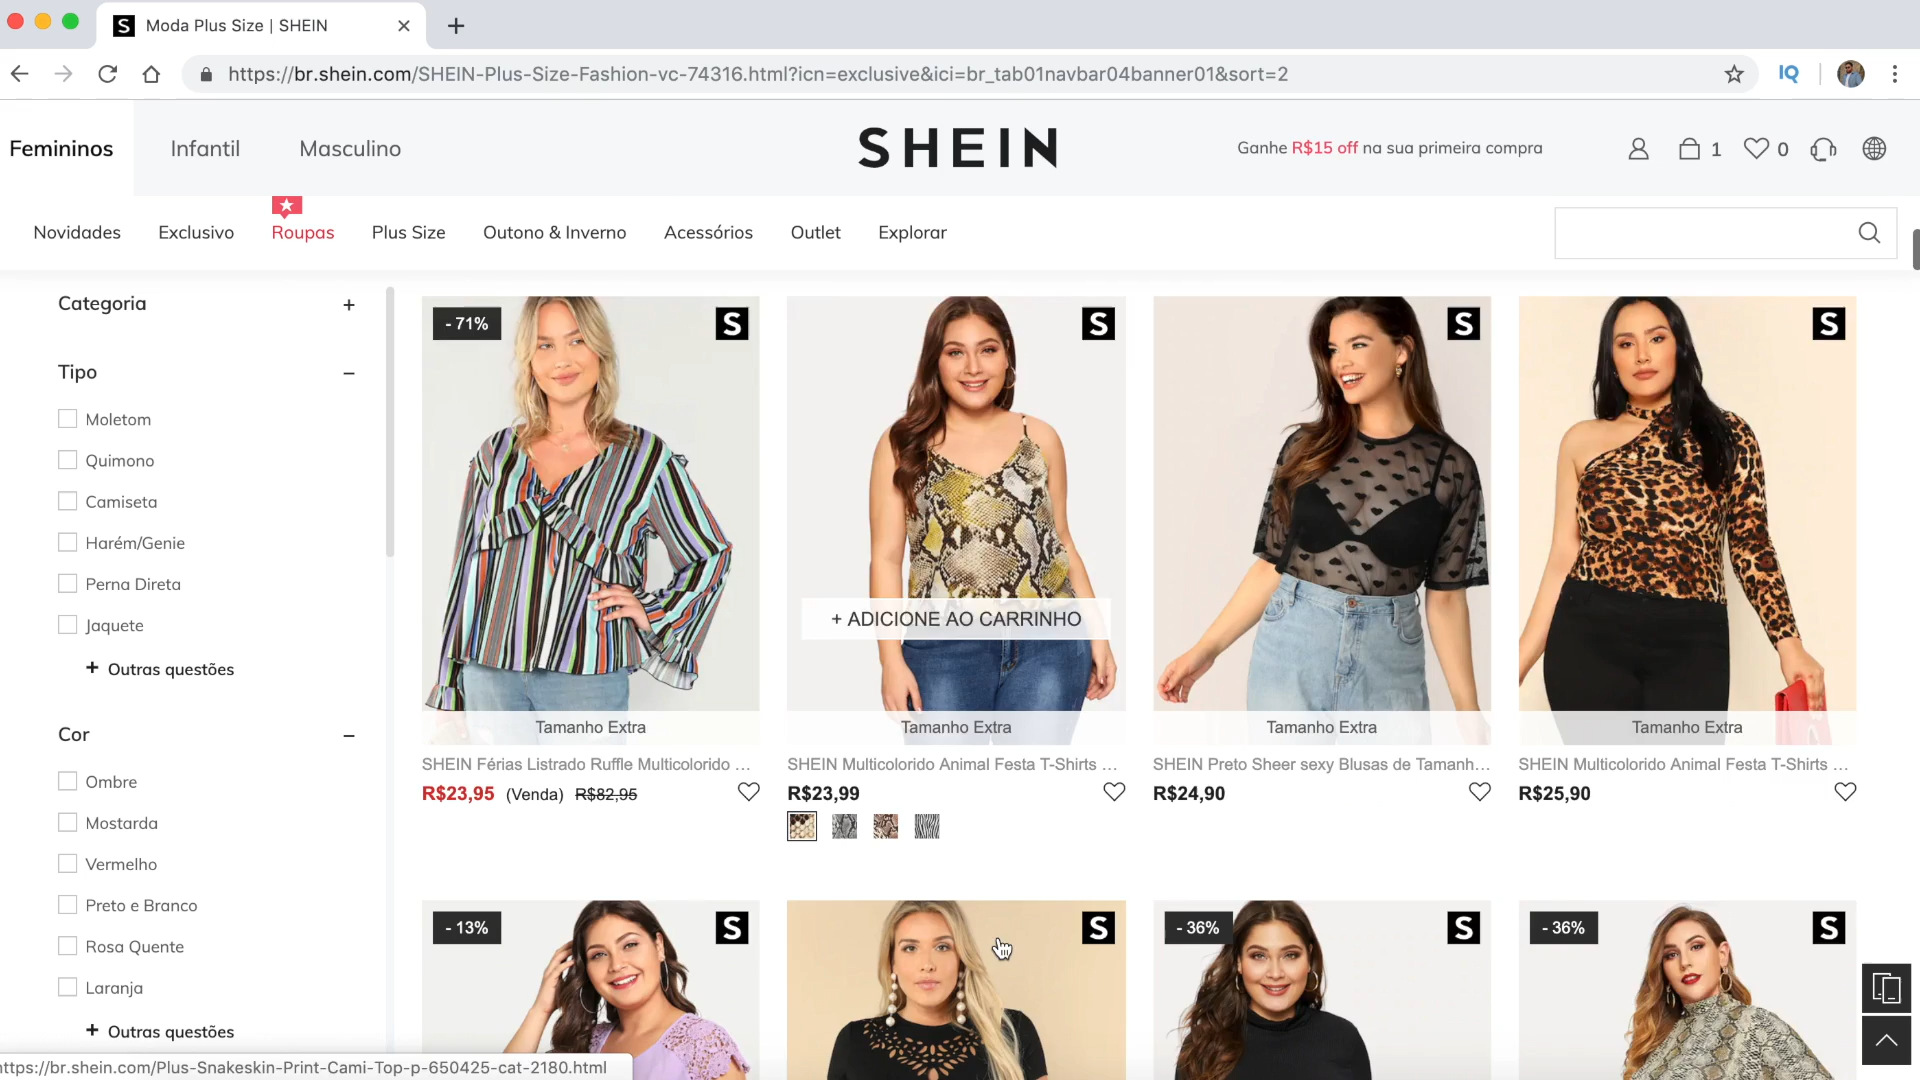 S Moda Plus Size | SHEIN
https://br.shein.com/SHEIN-Plus-Size-Fashion-vc-74316.html?icn=exclusive&ici=br_tab01navbar04banner01&sort=2
IQ
Femininos Infantil Masculino SHEIN Ganhe R$15 off na sua primeira compra 1 0
Novidades Exclusivo Roupas Plus Size Outono & Inverno Acessórios Outlet Explorar
Categoria +
Tipo −
Moletom
Quimono
Camiseta
Harém/Genie
Perna Direta
Jaquete
+ Outras questões
Cor −
Ombre
Mostarda
Vermelho
Preto e Branco
Rosa Quente
Laranja
+ Outras questões
- 71% S S S S
+ ADICIONE AO CARRINHO
Tamanho Extra Tamanho Extra Tamanho Extra Tamanho Extra
SHEIN Férias Listrado Ruffle Multicolorido ...
R$23,95 (Venda) R$82,95
SHEIN Multicolorido Animal Festa T-Shirts ...
R$23,99
SHEIN Preto Sheer sexy Blusas de Tamanh...
R$24,90
SHEIN Multicolorido Animal Festa T-Shirts ...
R$25,90
- 13% S S - 36% S - 36% S
ttps://br.shein.com/Plus-Snakeskin-Print-Cami-Top-p-650425-cat-2180.html